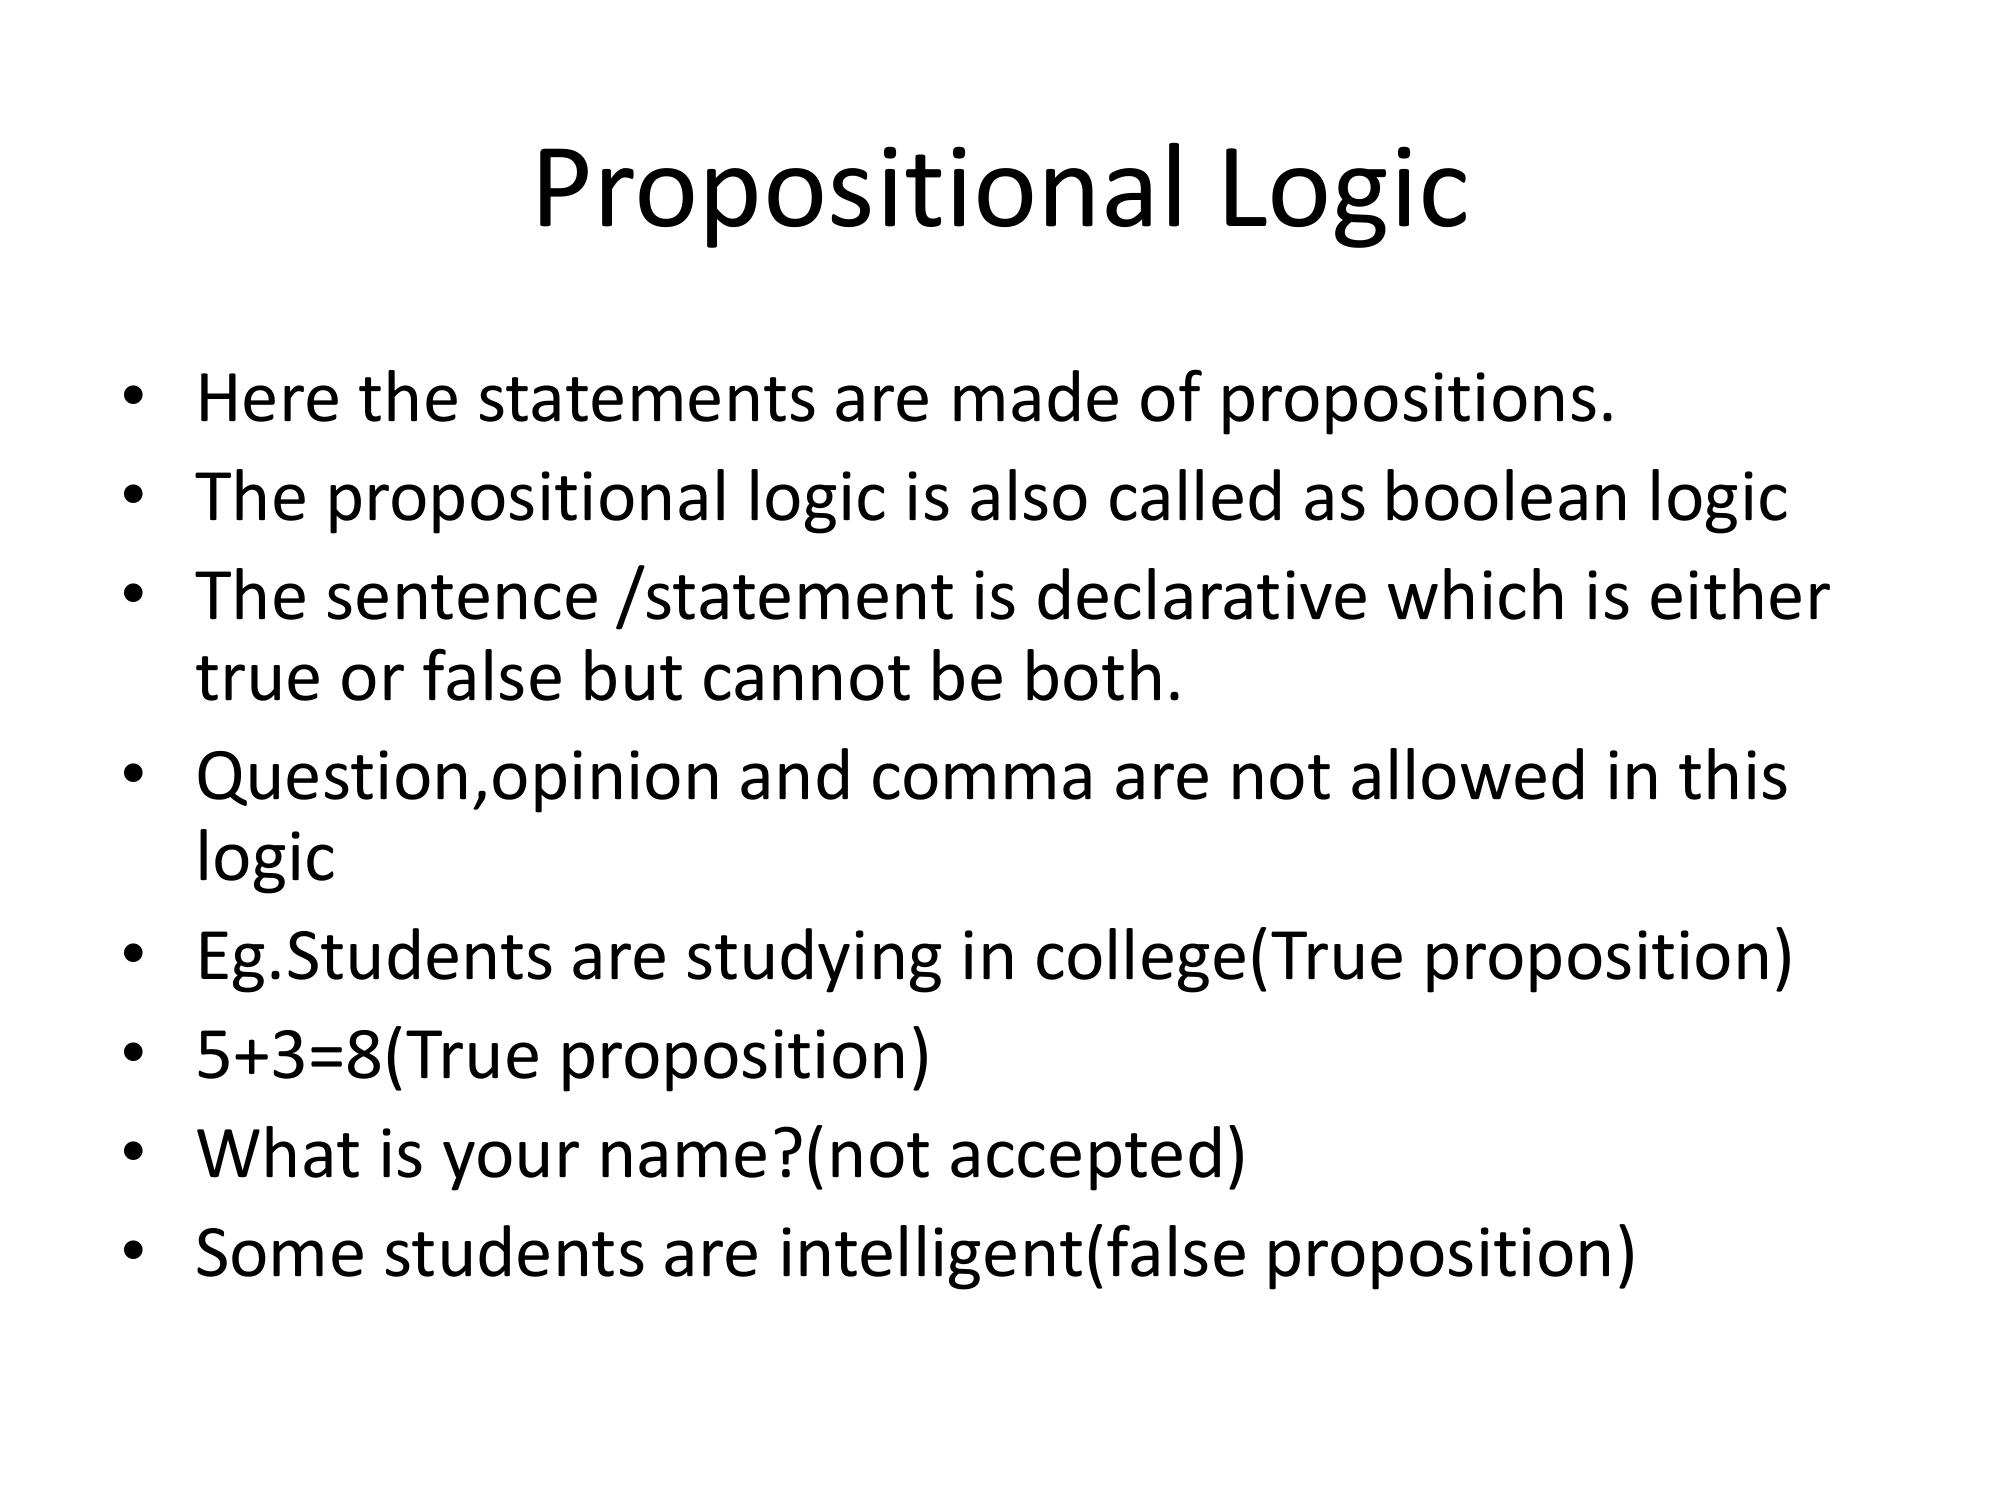 Propositional Logic
• Here the statements are made of propositions.
• The propositional logic is also called as boolean logic
• The sentence /statement is declarative which is either
true or false but cannot be both.
• Question,opinion and comma are not allowed in this
logic
• Eg.Students are studying in college(True proposition)
• 5+3=8(True proposition)
• What is your name?(not accepted)
• Some students are intelligent(false proposition)